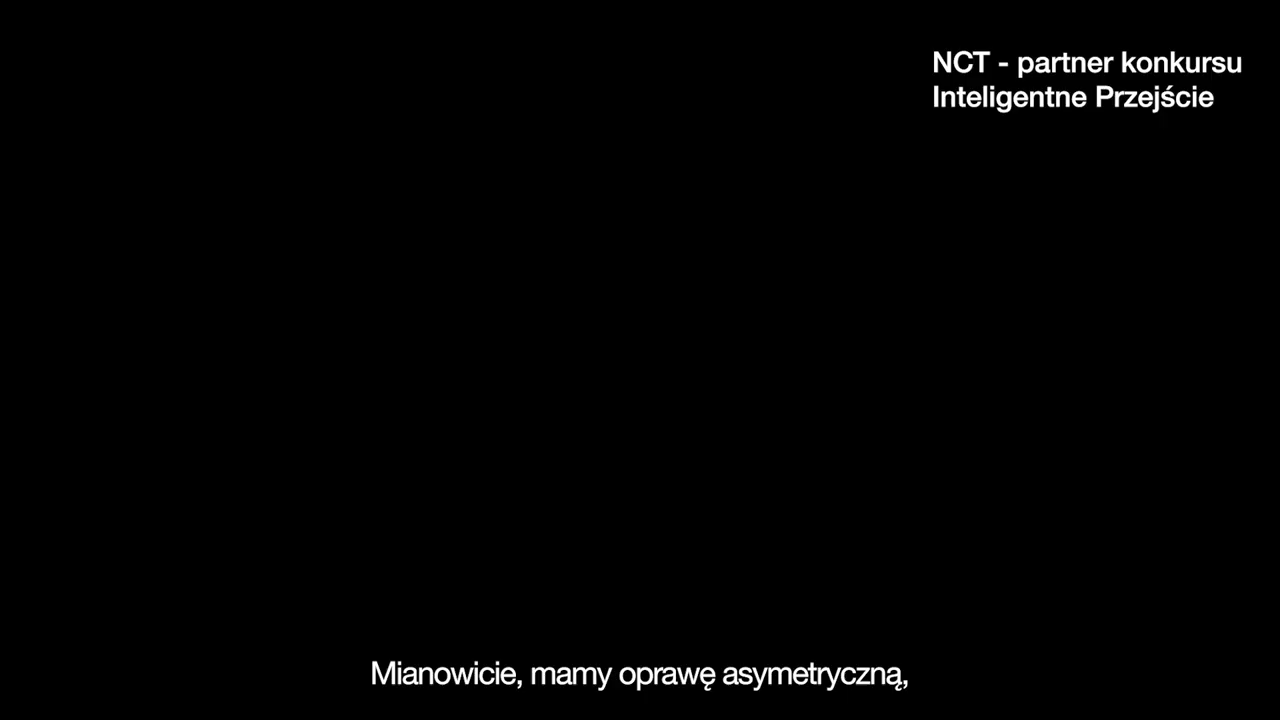 NCT - partner konkursu
Inteligentne Przejście
Mianowicie, mamy oprawę asymetryczną,